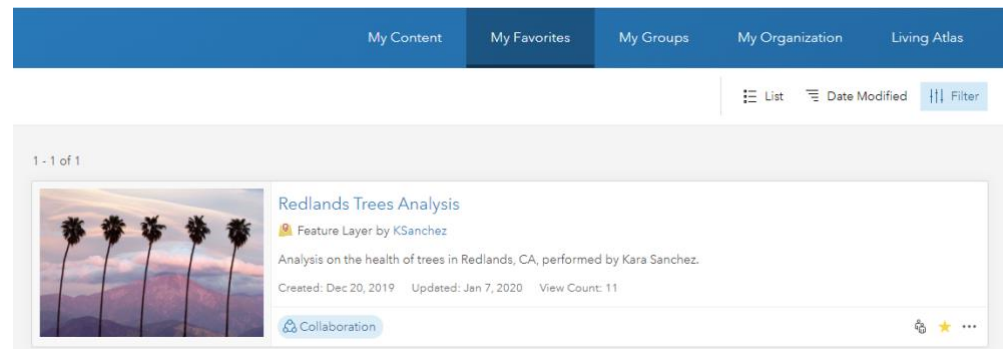 My Content My Favorites My Groups My Organization Living Atlas
List Date Modified Filter
1 - 1 of 1
Redlands Trees Analysis
Feature Layer by KSanchez
Analysis on the health of trees in Redlands, CA, performed by Kara Sanchez.
Created: Dec 20, 2019 Updated: Jan 7, 2020 View Count: 11
Collaboration